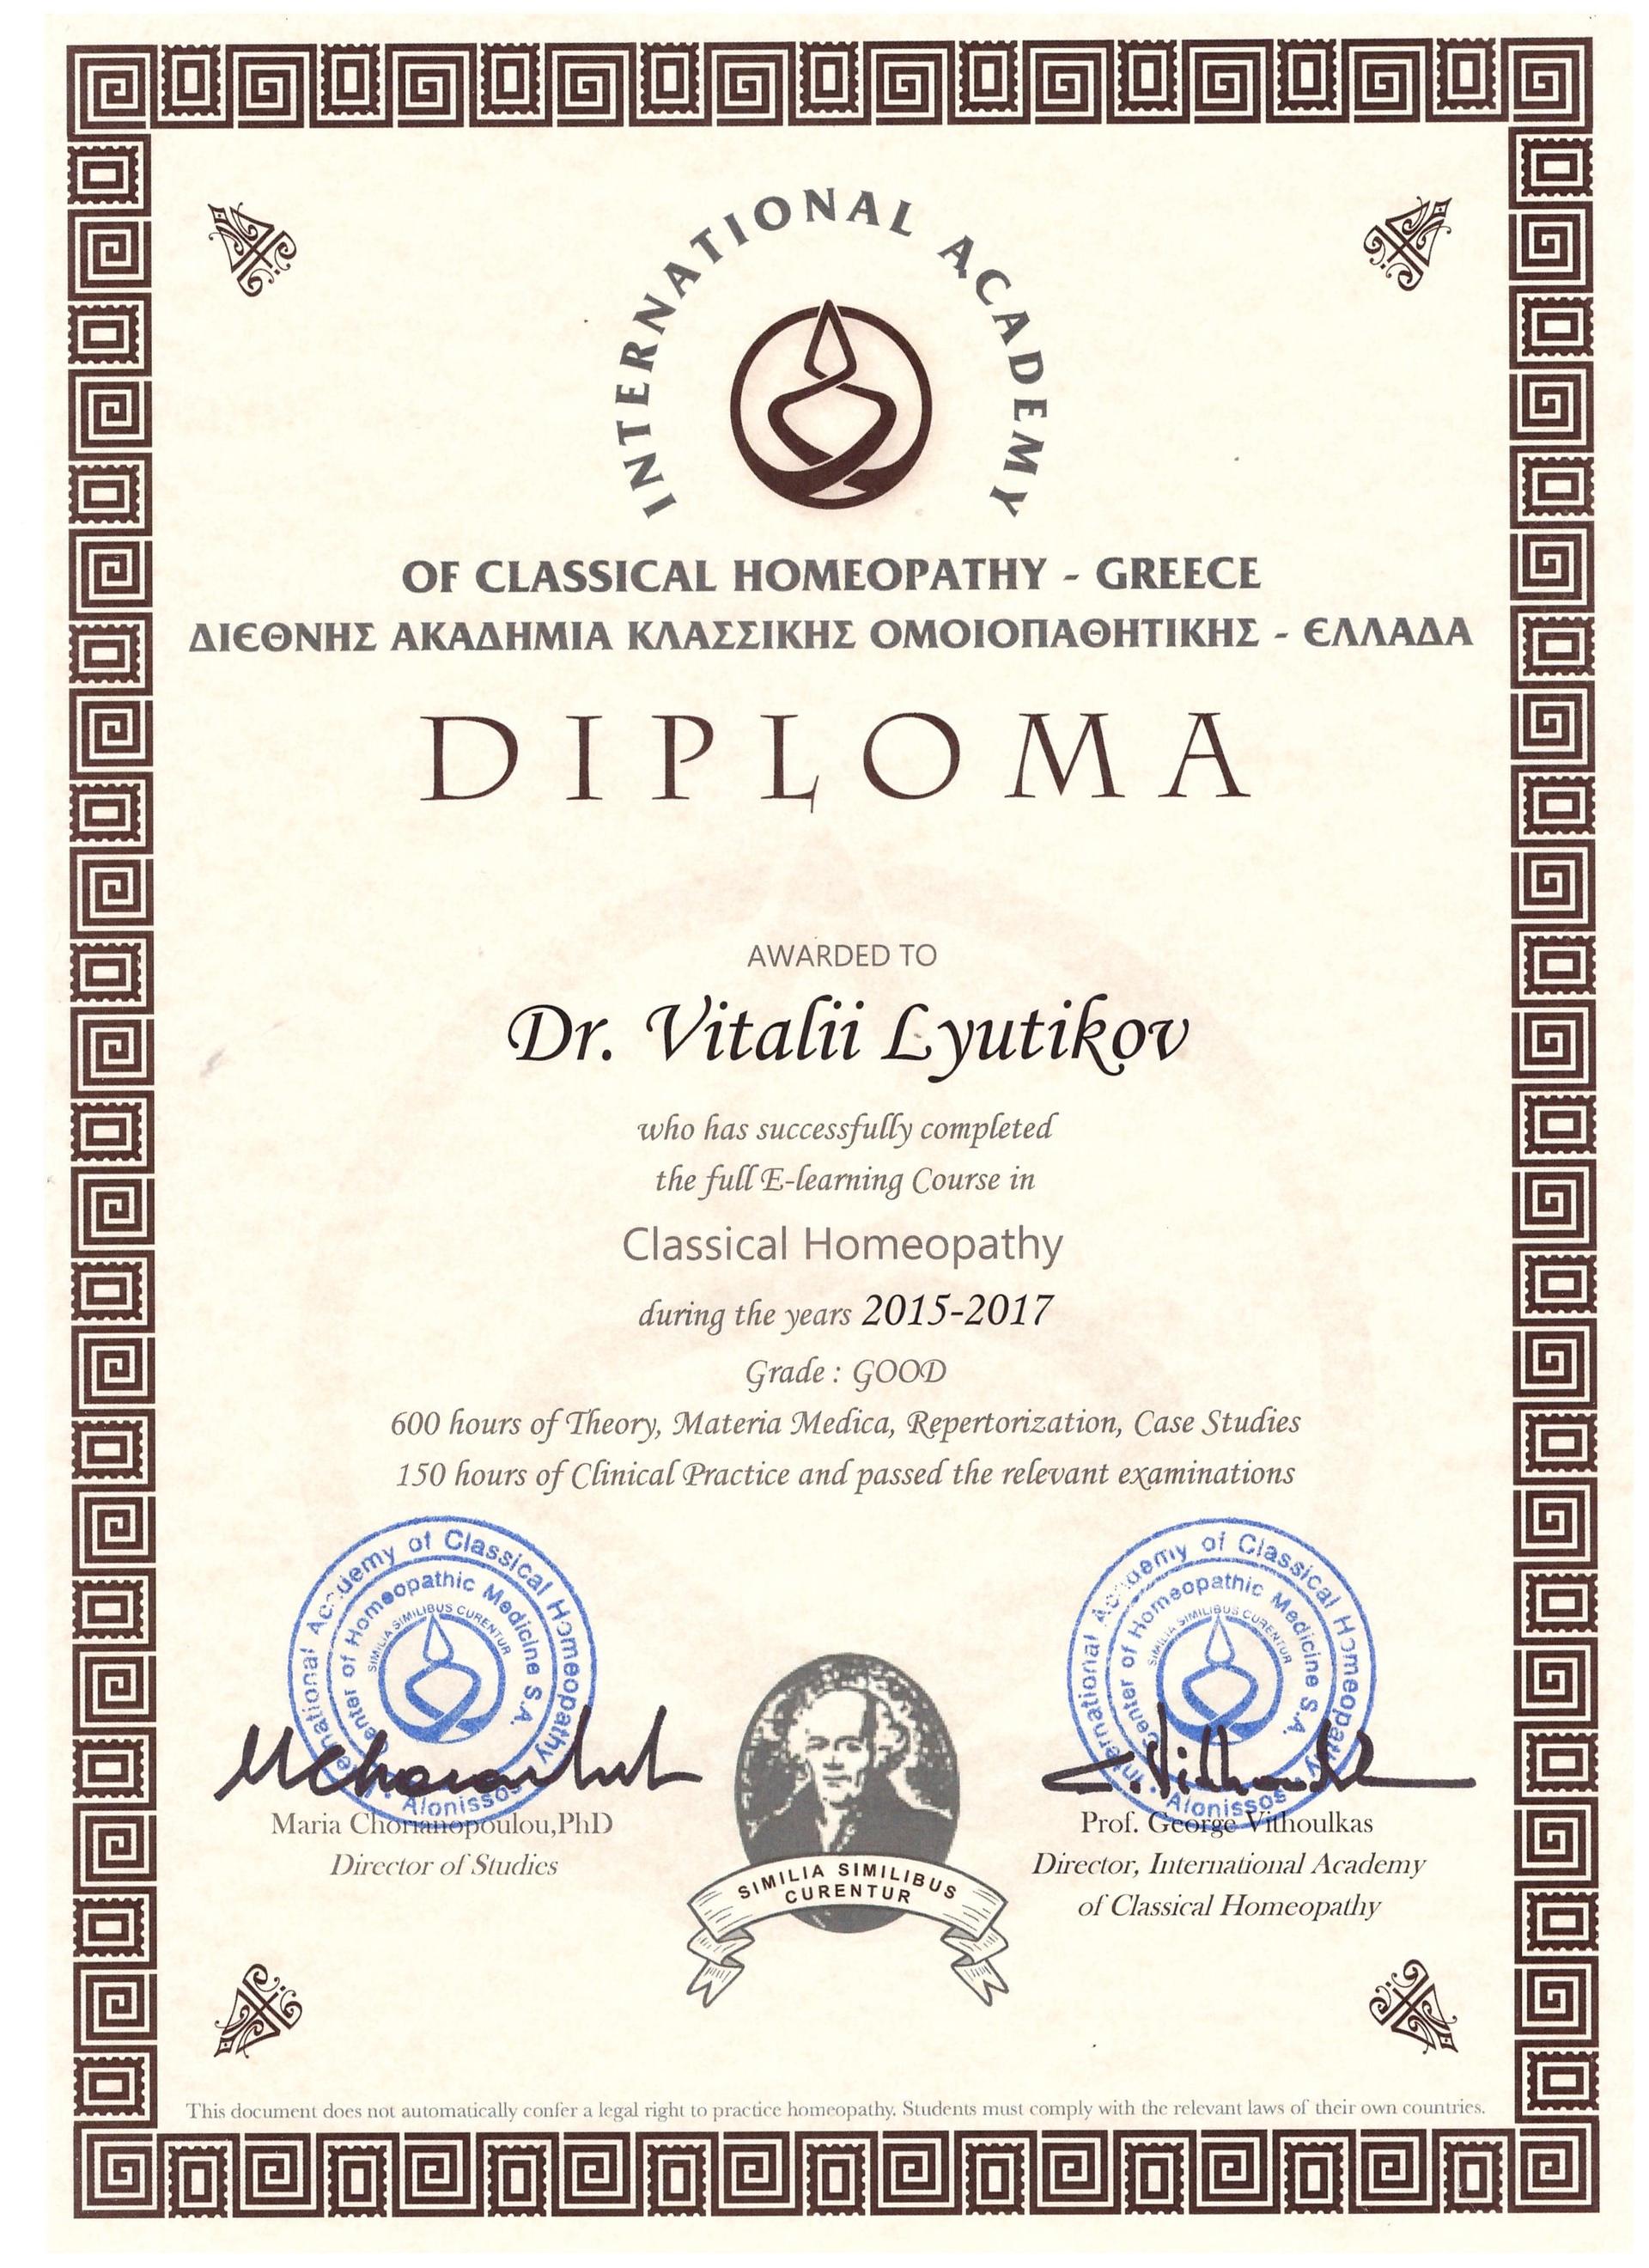 INTERNATIONAL ACADEMY
OF CLASSICAL HOMEOPATHY - GREECE
ΔΙΕΘΝΗΣ ΑΚΑΔΗΜΙΑ ΚΛΑΣΣΙΚΗΣ ΟΜΟΙΟΠΑΘΗΤΙΚΗΣ - ΕΛΛΑΔΑ
DIPLOMA
AWARDED TO
Dr. Vitalii Lyutikov
who has successfully completed
the full E-learning Course in
Classical Homeopathy
during the years 2015-2017
Grade : GOOD
600 hours of Theory, Materia Medica, Repertorization, Case Studies
150 hours of Clinical Practice and passed the relevant examinations
International Academy of Classical Homeopathy
Center of Homeopathic Medicine S.A.
SIMILIA SIMILIBUS CURENTUR
Alonissos
International Academy of Classical Homeopathy
Center of Homeopathic Medicine S.A.
SIMILIA SIMILIBUS CURENTUR
Alonissos
Maria Chorianopoulou,PhD
Director of Studies
SIMILIA SIMILIBUS
CURENTUR
Prof. George Vithoulkas
Director, International Academy
of Classical Homeopathy
This document does not automatically confer a legal right to practice homeopathy. Students must comply with the relevant laws of their own countries.